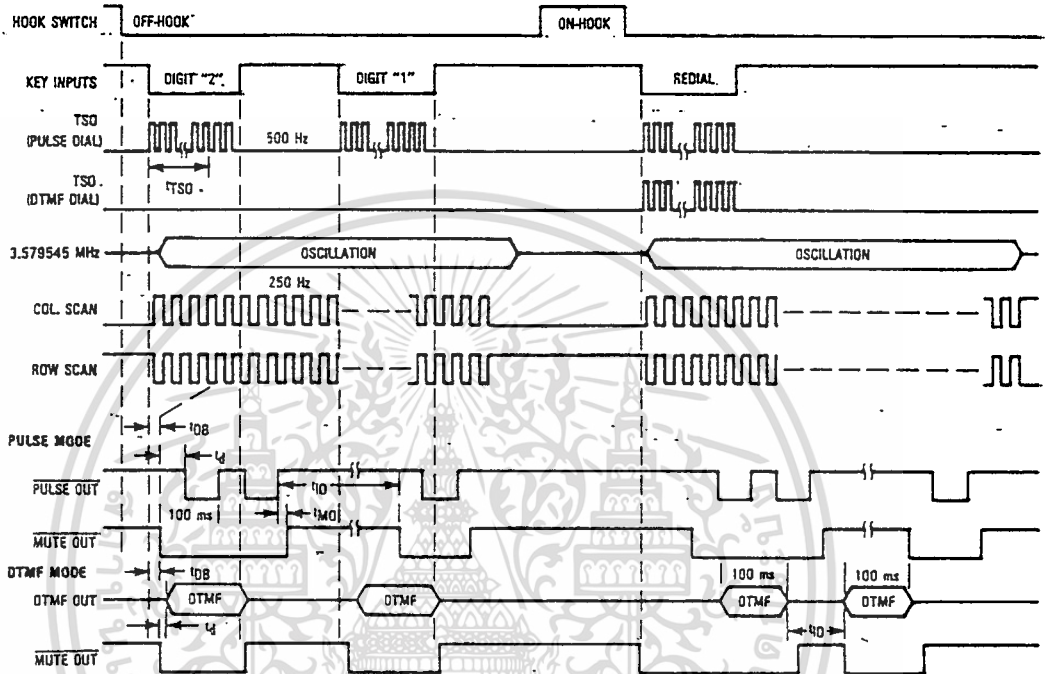 HOOK SWITCH OFF-HOOK ON-HOOK
KEY INPUTS DIGIT "2" DIGIT "1" REDIAL
TSO
(PULSE DIAL) 500 Hz
tTSO
TSO
(DTMF DIAL)
3.579545 MHz OSCILLATION OSCILLATION
250 Hz
COL. SCAN
ROW SCAN
tDB
PULSE MODE
td
PULSE OUT tID
100 ms tMO
MUTE OUT
DTMF MODE tDB 100 ms 100 ms
DTMF OUT DTMF DTMF DTMF DTMF
td tID
MUTE OUT